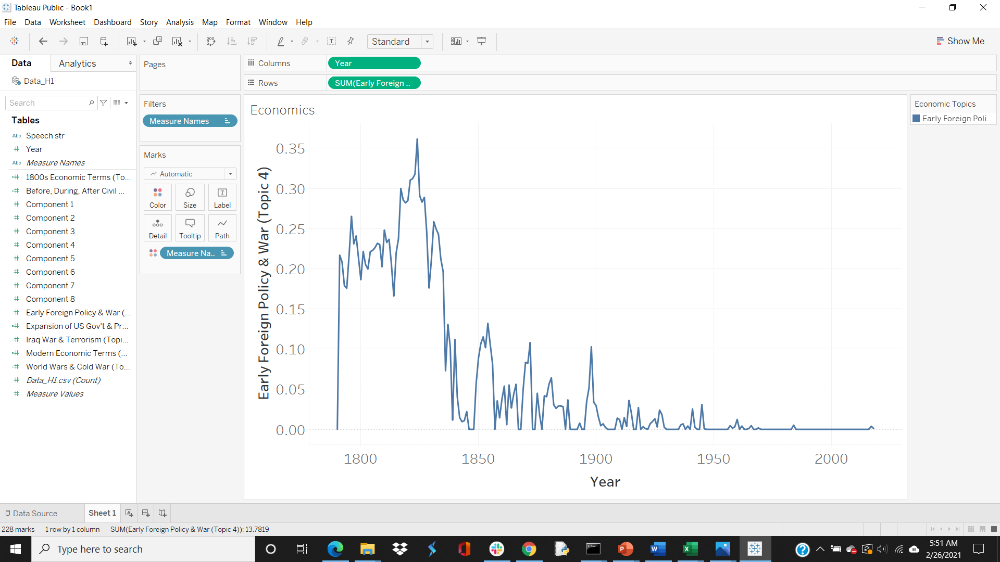 Tableau Public - Book1
File Data Worksheet Dashboard Story Analysis Map Format Window Help
Standard
Show Me
Data Analytics
Data_H1
Search
Tables
Abc Speech str
# Year
Abc Measure Names
=# 1800s Economic Terms (To...
=# Before, During, After Civil ...
# Component 1
# Component 2
# Component 3
# Component 4
# Component 5
# Component 6
# Component 7
# Component 8
=# Early Foreign Policy & War (...
=# Expansion of US Gov't & Pr...
=# Iraq War & Terrorism (Topi...
=# Modern Economic Terms (...
=# World Wars & Cold War (To...
# Data_H1.csv (Count)
# Measure Values
Pages
Filters
Measure Names
Marks
Automatic
Color Size Label
Detail Tooltip Path
Measure Na..
Columns Year
Rows SUM(Early Foreign ..
Economics
Early Foreign Policy & War (Topic 4)
0.35
0.30
0.25
0.20
0.15
0.10
0.05
0.00
1800 1850 1900 1950 2000
Year
Economic Topics
Early Foreign Poli..
Data Source Sheet 1
228 marks 1 row by 1 column SUM(Early Foreign Policy & War (Topic 4)): 13.7819
Type here to search
5:51 AM
2/26/2021